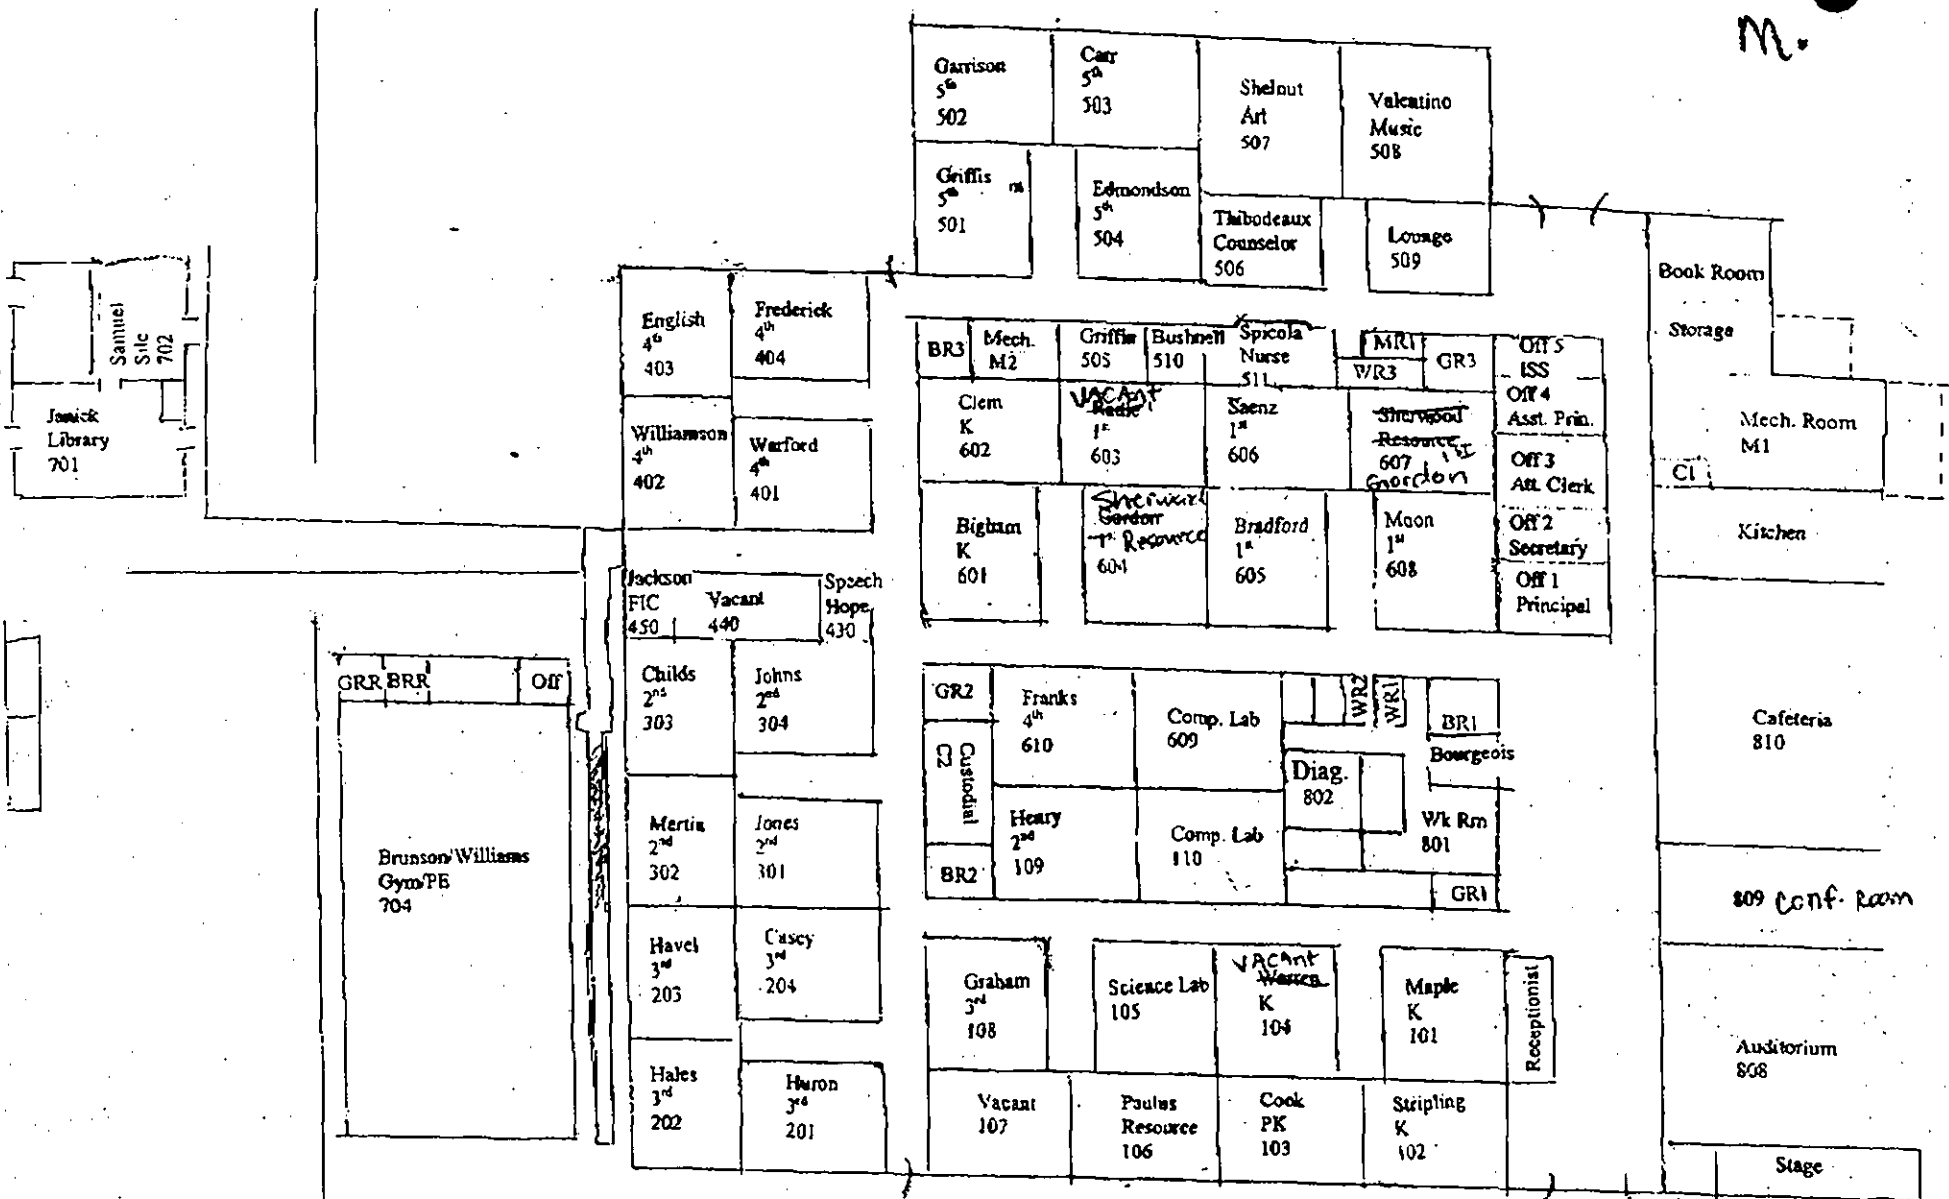 M.
Garrison
5th
502
Carr
5th
503
Shelnut
Art
507
Valentino
Music
508
Griffis
5th
501
Edmondson
5th
504
Thibodeaux
Counselor
506
Lounge
509
Book Room
Storage
Samuel
Sile
702
Janick
Library
701
English
4th
403
Frederick
4th
404
Williamson
4th
402
Warford
4th
401
BR3
Mech.
M2
Griffin
505
Bushnell
510
Spicola
Nurse
511
MR1
WR3
GR3
Off 5
ISS
Off 4
Asst. Prin.
Off 3
Att. Clerk
Off 2
Secretary
Off 1
Principal
Mech. Room
M1
C1
Kitchen
Clem
K
602
VACANT
1st
603
Saenz
1st
606
Sherwood
Resource
607 1st
Gordon
Bigham
K
601
Sherwood
Gordon
1st Resource
604
Bradford
1st
605
Moon
1st
608
Jackson
FIC
450
Vacant
440
Speech
Hope
430
GRR
BRR
Off
Childs
2nd
303
Johns
2nd
304
GR2
Custodial
C2
BR2
Franks
4th
610
Comp. Lab
609
WR2
WR1
BR1
Bourgeois
Diag.
802
Wk Rm
801
GR1
Cafeteria
810
Brunson/Williams
Gym/PE
704
Mertin
2nd
302
Jones
2nd
301
Henry
2nd
109
Comp. Lab
110
809 Conf. Room
Havel
3rd
203
Casey
3rd
204
Graham
3rd
108
Science Lab
105
VACANT
Warren
K
104
Maple
K
101
Receptionist
Auditorium
808
Hales
3rd
202
Huron
3rd
201
Vacant
107
Paulus
Resource
106
Cook
PK
103
Stripling
K
102
Stage